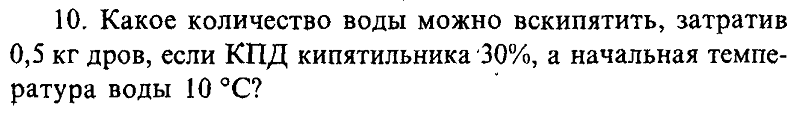 10. Какое количество воды можно вскипятить, затратив
0,5 кг дров, если КПД кипятильника 30%, а начальная темпе-
ратура воды 10 °С?